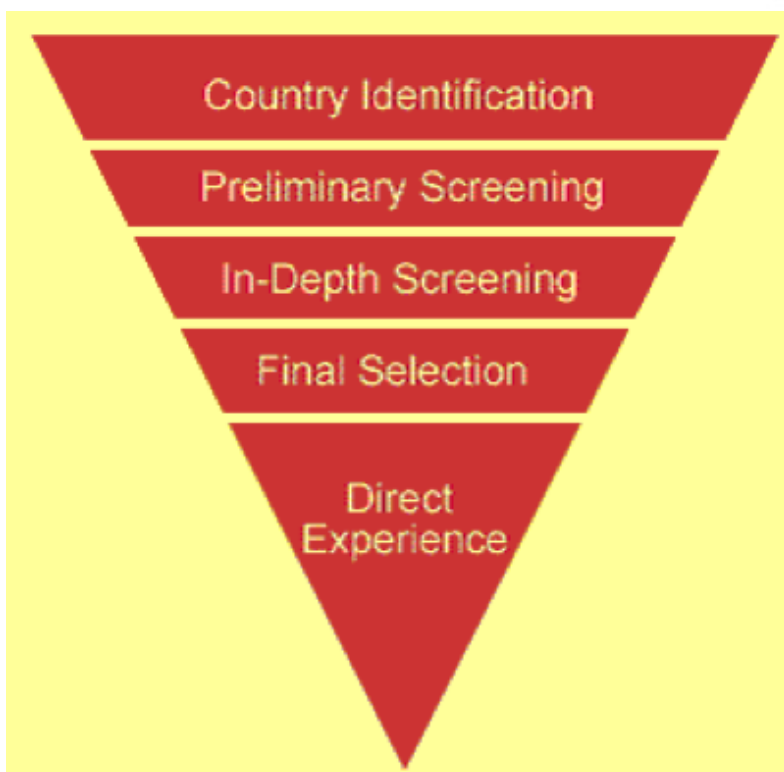 Country Identification
Preliminary Screening
In-Depth Screening
Final Selection
Direct
Experience